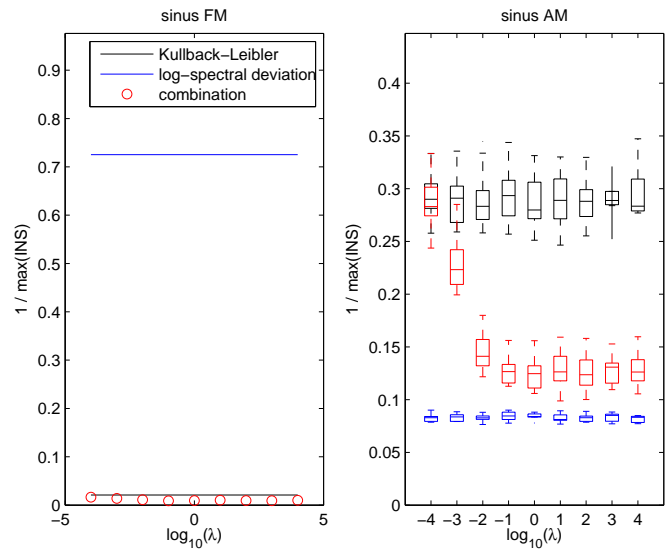 sinus FM
sinus AM
Kullback−Leibler
log−spectral deviation
combination
1 / max(INS)
0.9
0.8
0.7
0.6
0.5
0.4
0.3
0.2
0.1
0
−5
0
5
log10(λ)
1 / max(INS)
0.4
0.35
0.3
0.25
0.2
0.15
0.1
0.05
0
−4 −3 −2 −1 0 1 2 3 4
log10(λ)